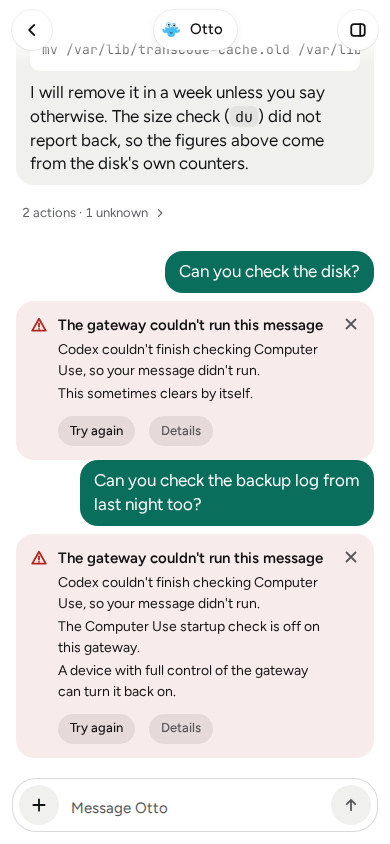 Otto
mv /var/lib/transcode-cache.old /var/lib
I will remove it in a week unless you say
otherwise. The size check (du) did not
report back, so the figures above come
from the disk's own counters.
2 actions · 1 unknown
Can you check the disk?
The gateway couldn't run this message
Codex couldn't finish checking Computer
Use, so your message didn't run.
This sometimes clears by itself.
Try again Details
Can you check the backup log from
last night too?
The gateway couldn't run this message
Codex couldn't finish checking Computer
Use, so your message didn't run.
The Computer Use startup check is off on
this gateway.
A device with full control of the gateway
can turn it back on.
Try again Details
Message Otto